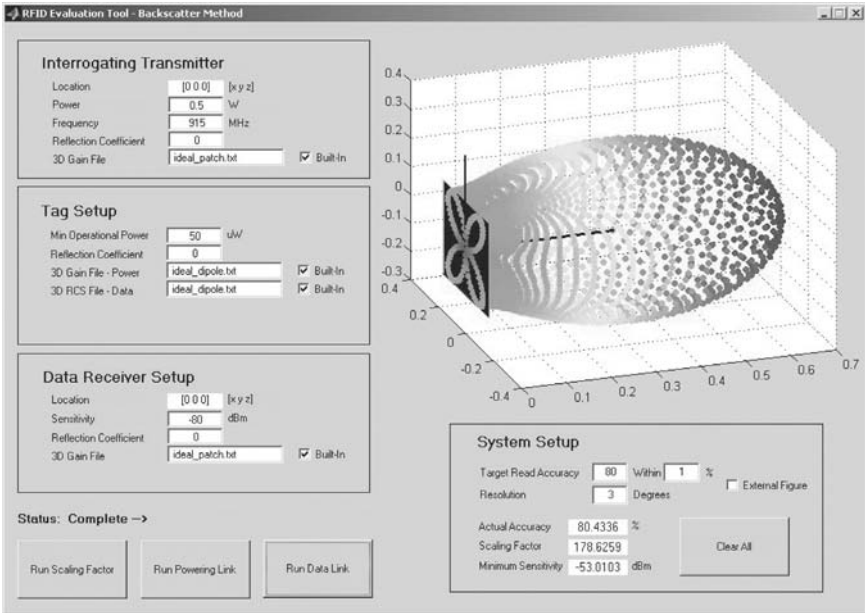 RFID Evaluation Tool - Backscatter Method
Interrogating Transmitter
Location [0 0 0] [x y z]
Power 0.5 W
Frequency 915 MHz
Reflection Coefficient 0
3D Gain File ideal_patch.txt Built-In
Tag Setup
Min Operational Power 50 uW
Reflection Coefficient 0
3D Gain File - Power ideal_dipole.txt Built-In
3D RCS File - Data ideal_dipole.txt Built-In
Data Receiver Setup
Location [0 0 0] [x y z]
Sensitivity -80 dBm
Reflection Coefficient 0
3D Gain File ideal_patch.txt Built-In
Status: Complete -->
Run Scaling Factor
Run Powering Link
Run Data Link
0.4
0.3
0.2
0.1
0
-0.1
-0.2
-0.3
0.4
0.2
0
-0.2
-0.4
0 0.1 0.2 0.3 0.4 0.5 0.6 0.7
System Setup
Target Read Accuracy 80 Within 1 %
Resolution 3 Degrees
External Figure
Actual Accuracy 80.4336 %
Scaling Factor 178.6259
Minimum Sensitivity -53.0103 dBm
Clear All